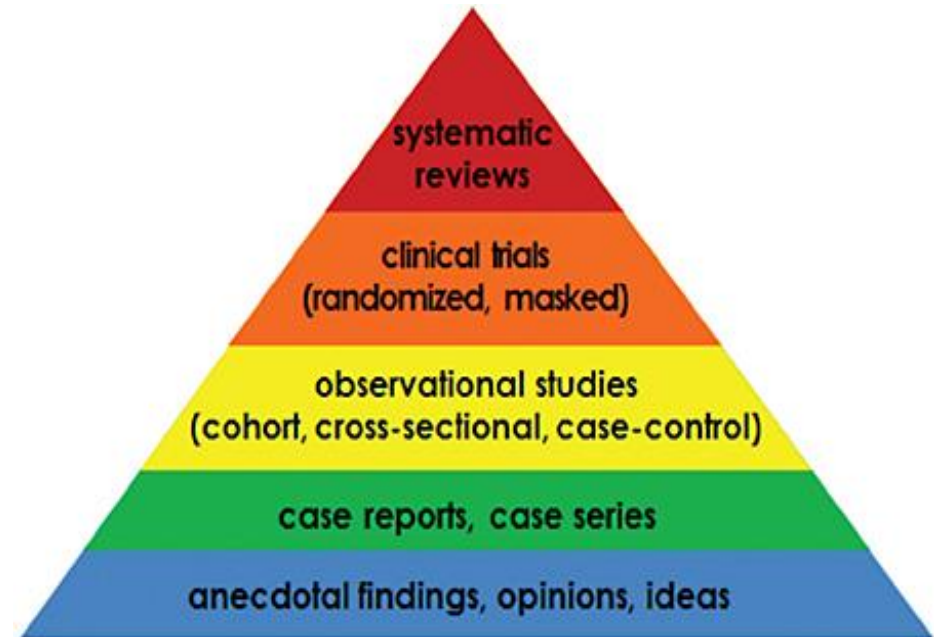 systematic
reviews
clinical trials
(randomized, masked)
observational studies
(cohort, cross-sectional, case-control)
case reports, case series
anecdotal findings, opinions, ideas